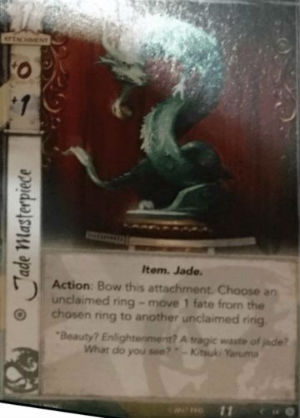 ATTACHMENT
+0
+1
Jade Masterpiece
Item. Jade.
Action: Bow this attachment. Choose an
unclaimed ring – move 1 fate from the
chosen ring to another unclaimed ring.
"Beauty? Enlightenment? A tragic waste of jade?
What do you see?" – Kitsuki Yaruma
11